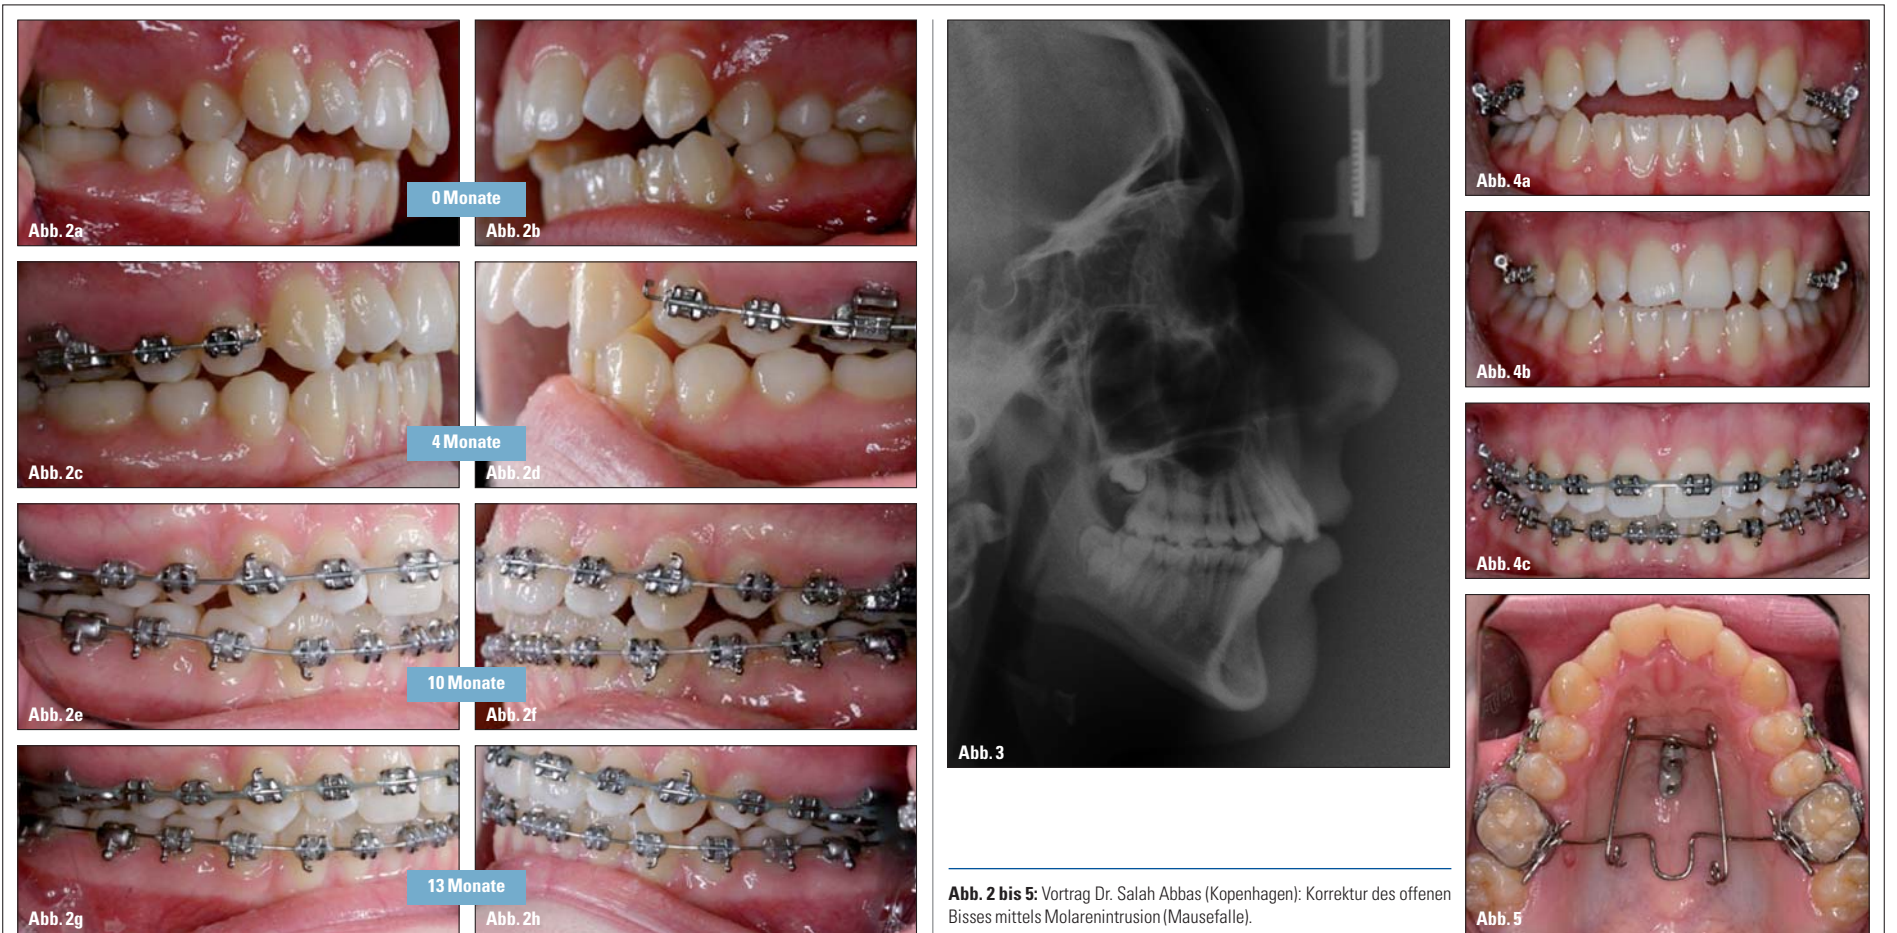 0 Monate
Abb. 2a
Abb. 2b
4 Monate
Abb. 2c
Abb. 2d
10 Monate
Abb. 2e
Abb. 2f
13 Monate
Abb. 2g
Abb. 2h
Abb. 3
Abb. 2 bis 5: Vortrag Dr. Salah Abbas (Kopenhagen): Korrektur des offenen
Bisses mittels Molarenintrusion (Mausefalle).
Abb. 4a
Abb. 4b
Abb. 4c
Abb. 5